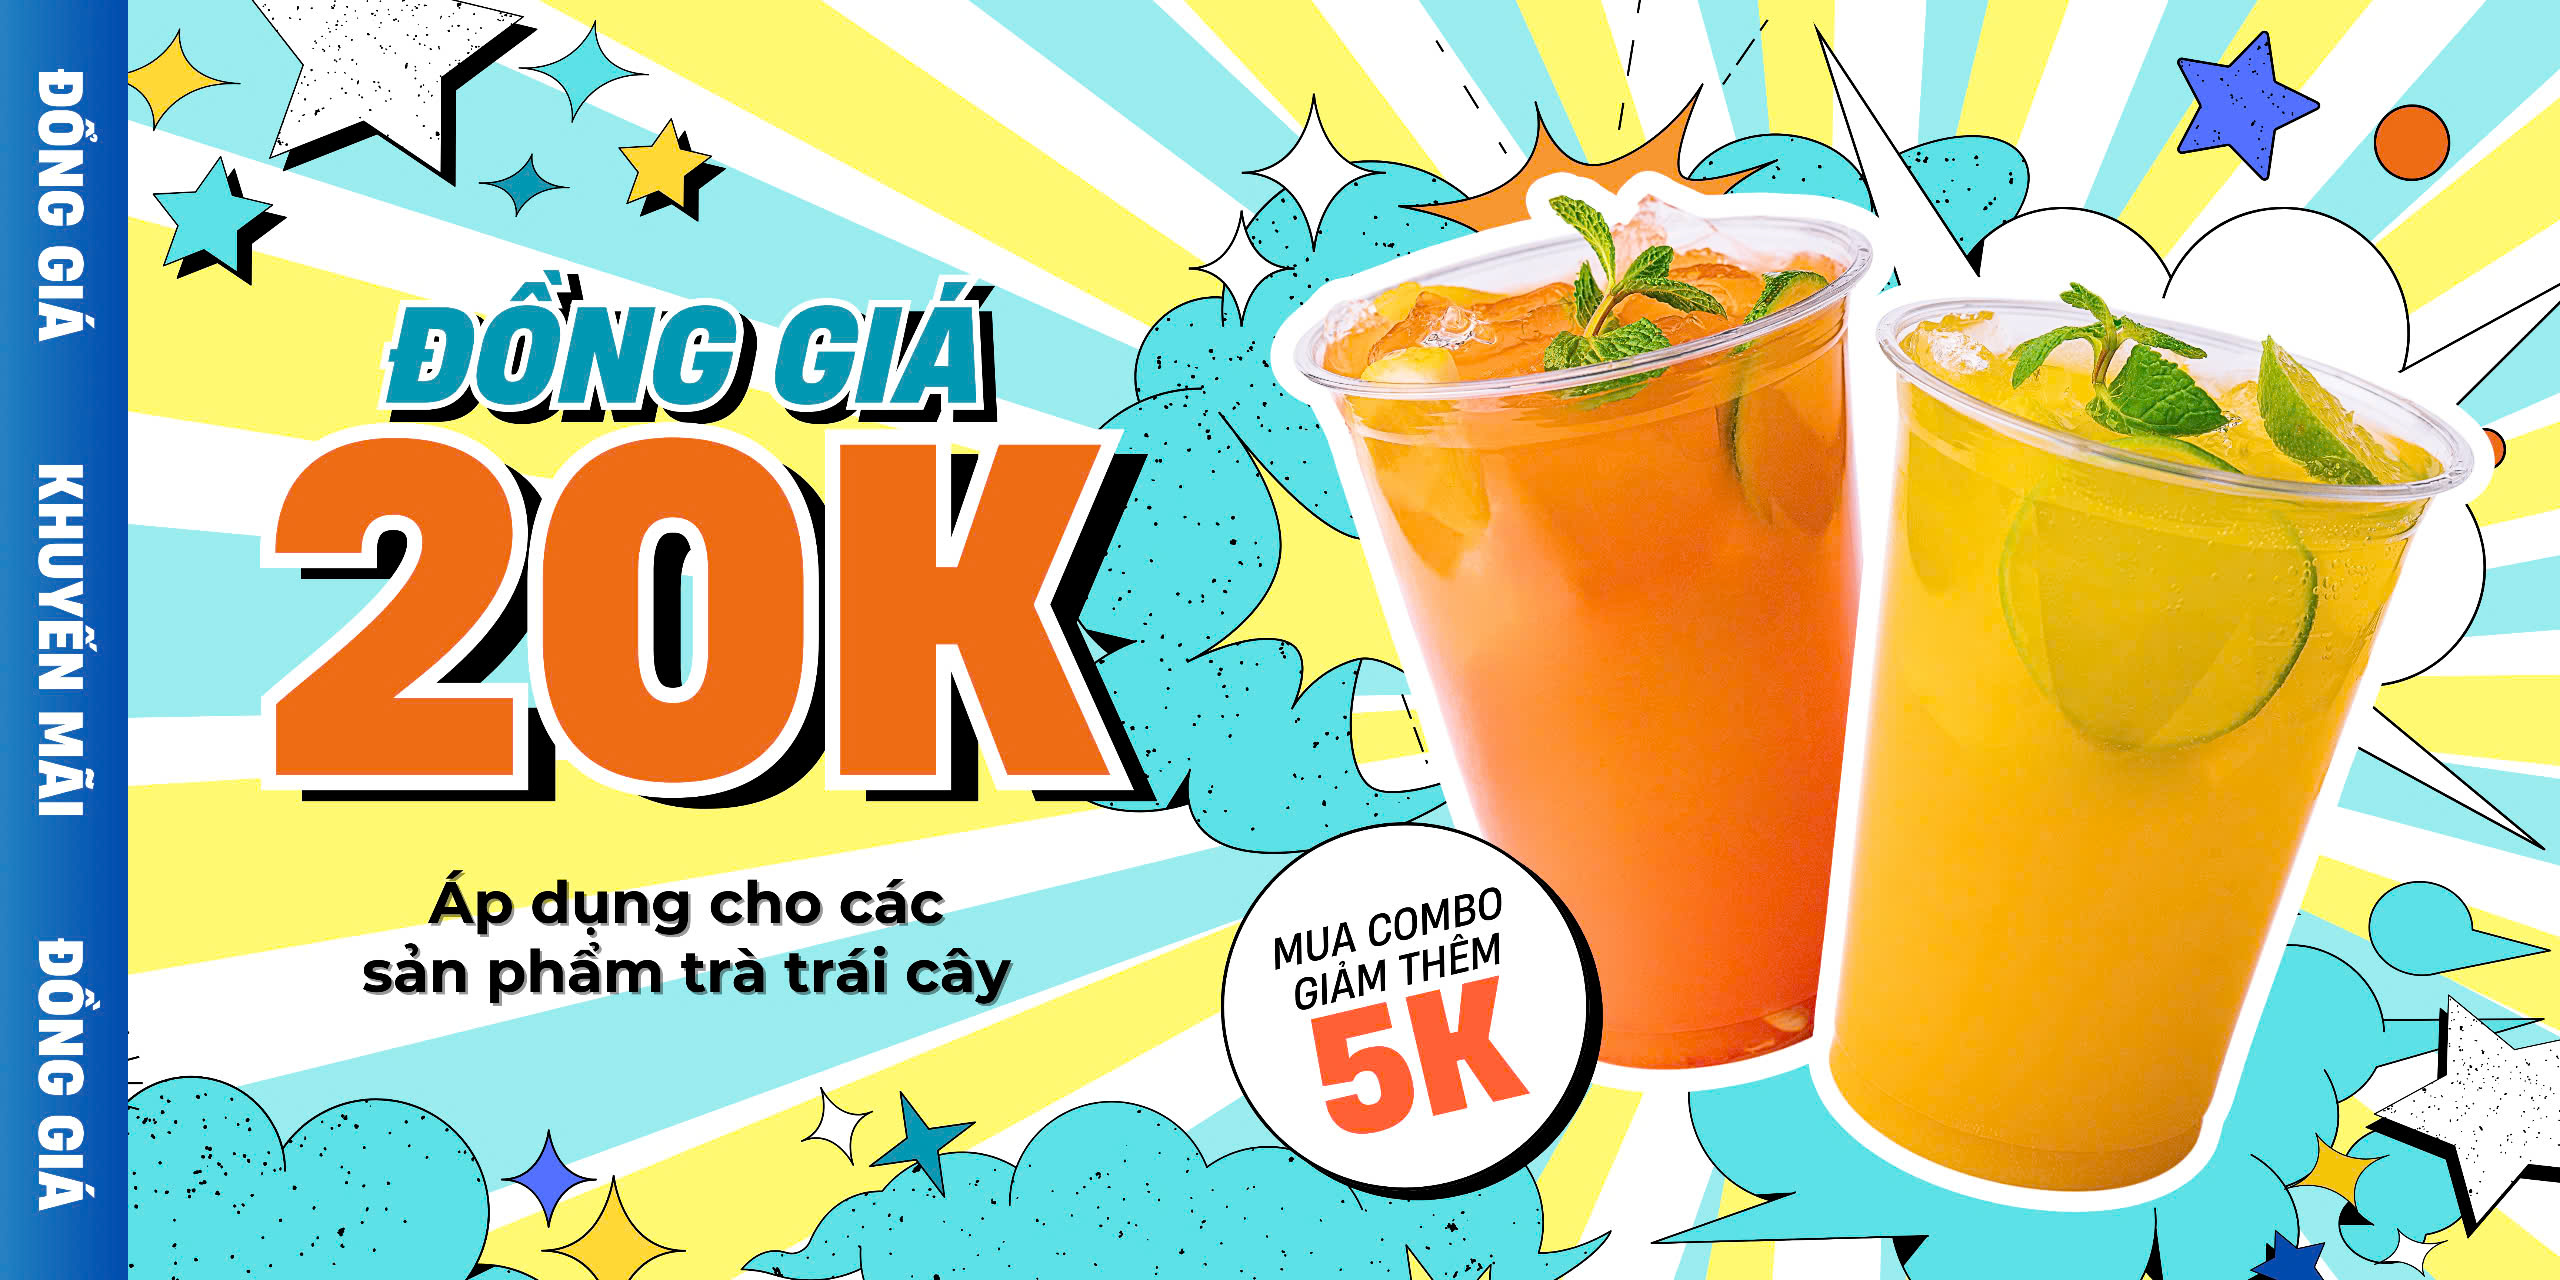 ĐỒNG GIÁ
KHUYẾN MÃI
ĐỒNG GIÁ
ĐỒNG GIÁ
20K
Áp dụng cho các
sản phẩm trà trái cây
MUA COMBO
GIẢM THÊM
5K